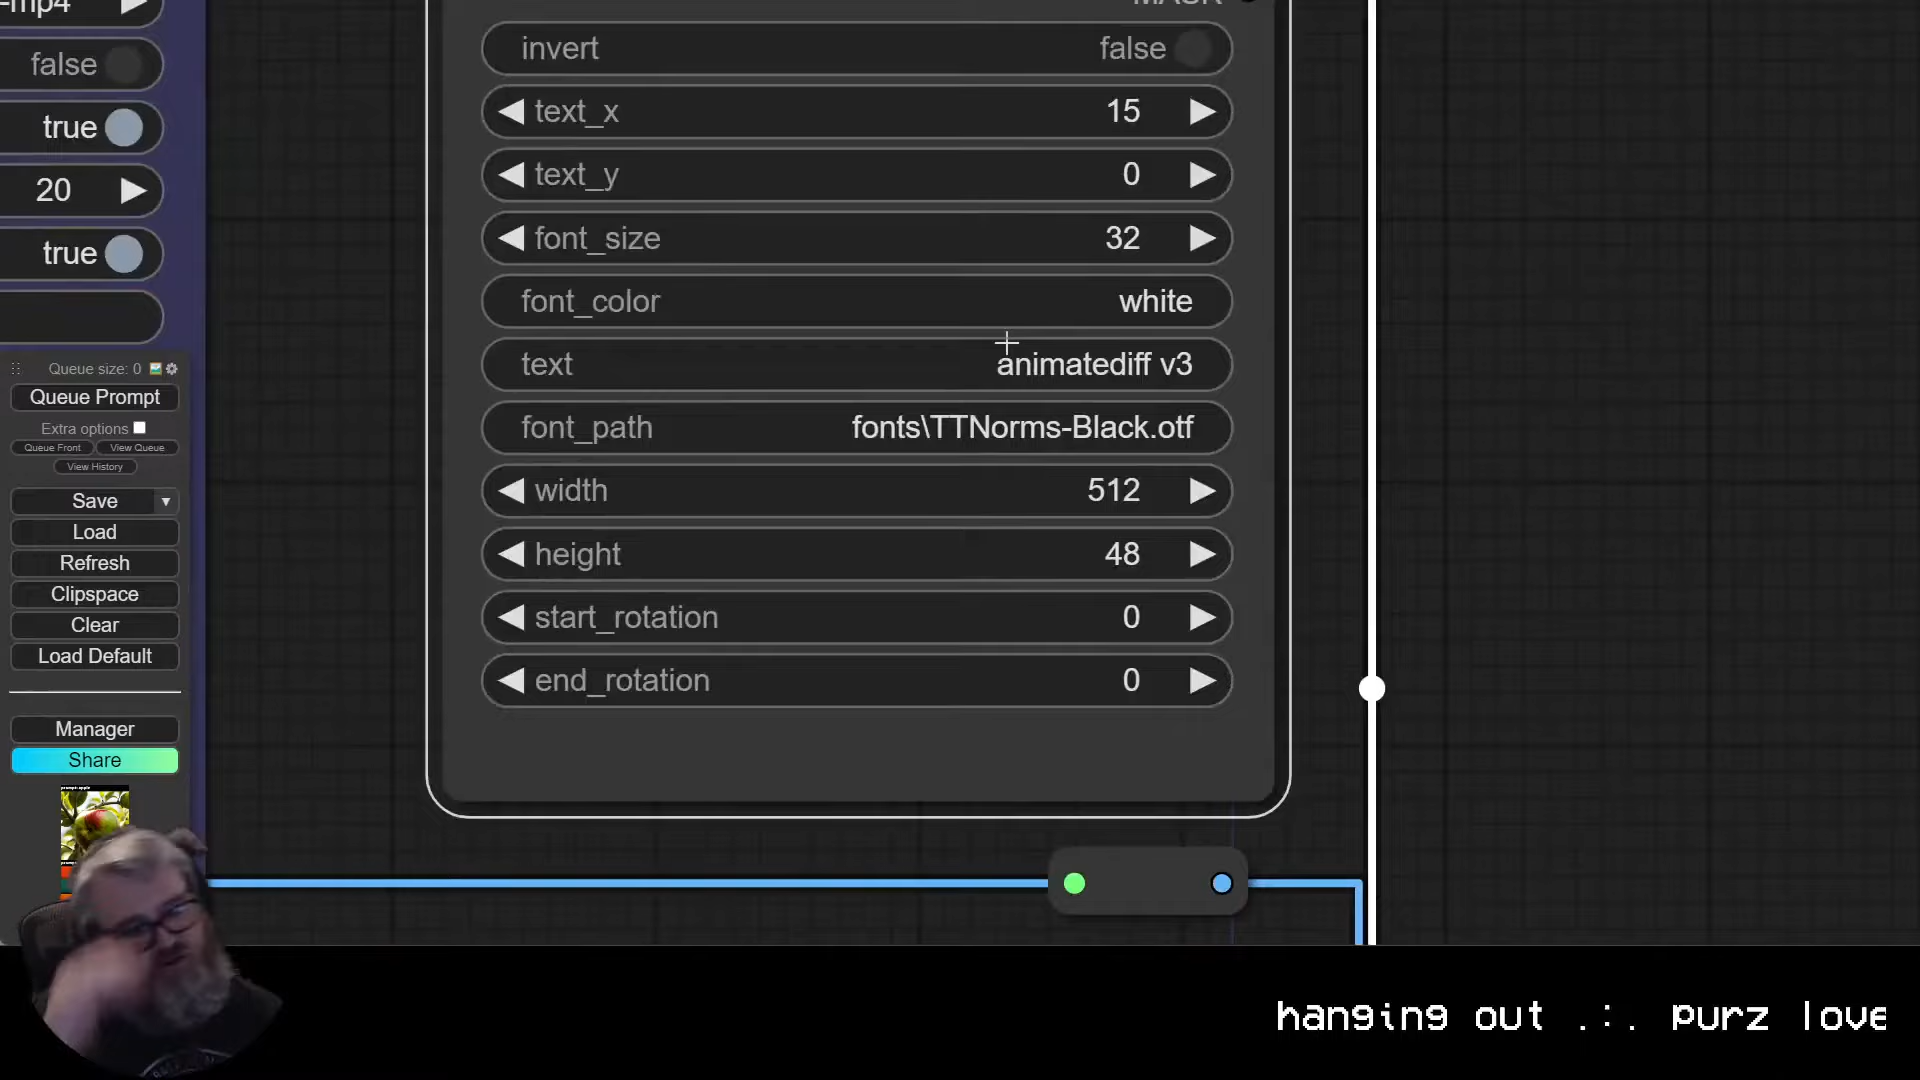 -mp4
false
true
20
true
Queue size: 0
Queue Prompt
Extra options
Queue Front
View Queue
View History
Save
Load
Refresh
Clipspace
Clear
Load Default
Manager
Share
MASK
invert false
text_x 15
text_y 0
font_size 32
font_color white
text animatediff v3
font_path fonts\TTNorms-Black.otf
width 512
height 48
start_rotation 0
end_rotation 0
hanging out .:. purz love